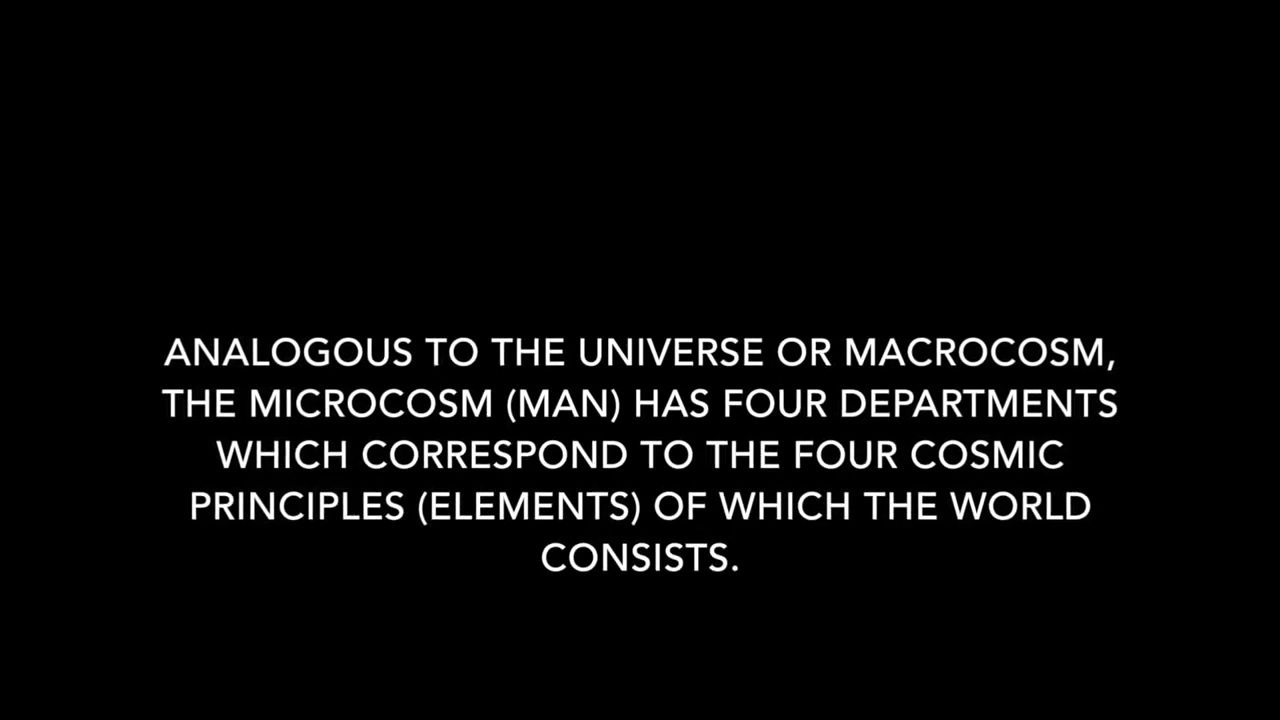 ANALOGOUS TO THE UNIVERSE OR MACROCOSM,
THE MICROCOSM (MAN) HAS FOUR DEPARTMENTS
WHICH CORRESPOND TO THE FOUR COSMIC
PRINCIPLES (ELEMENTS) OF WHICH THE WORLD
CONSISTS.